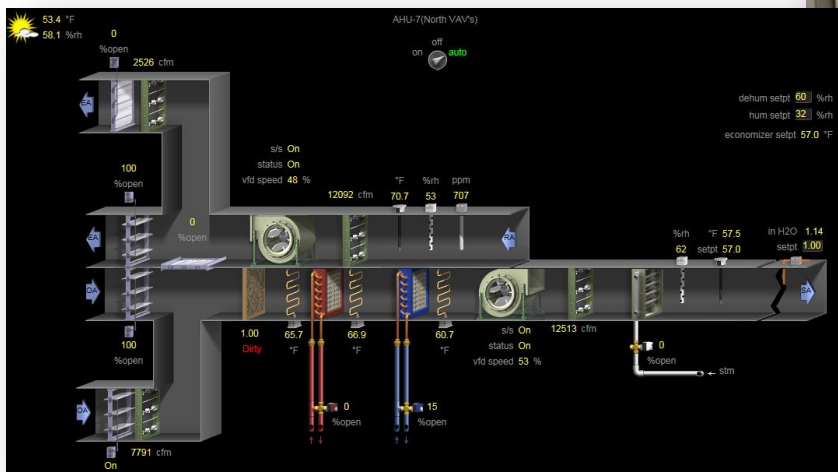 AHU-7(North VAV's)
53.4 °F
58.1 %rh
off
on auto
0
%open
2526 cfm
EA
dehum setpt 60 %rh
hum setpt 32 %rh
economizer setpt 57.0 °F
s/s On
status On
vfd speed 48 %
100
%open
12092 cfm
°F %rh ppm
70.7 53 707
0
%open
EA
RA
%rh °F 57.5 in H2O 1.14
62 setpt 57.0 setpt 1.00
OA
SA
100
%open
1.00
Dirty
65.7
°F
66.9
°F
60.7
°F
s/s On
status On
vfd speed 53 %
12513 cfm
0
%open
← stm
0
%open
15
%open
OA
7791 cfm
On